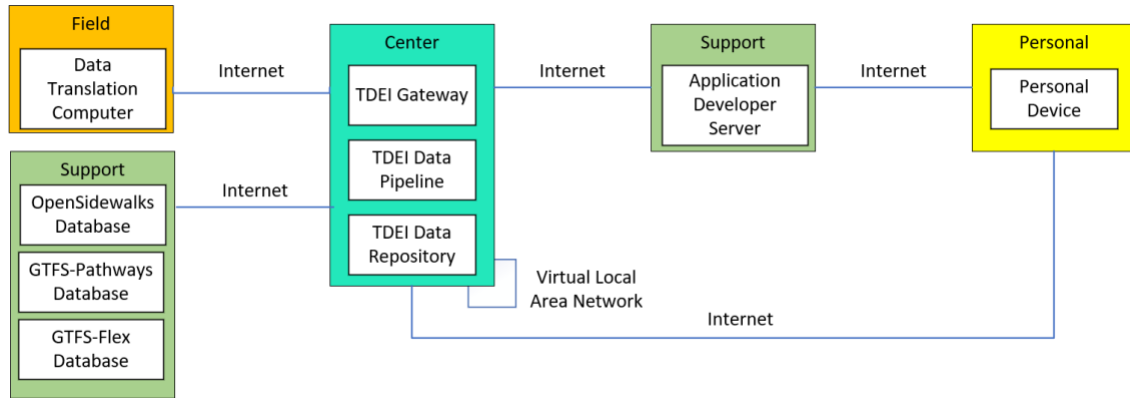 Field
Data
Translation
Computer
Internet
Center
TDEI Gateway
TDEI Data
Pipeline
TDEI Data
Repository
Internet
Support
Application
Developer
Server
Internet
Personal
Personal
Device
Support
OpenSidewalks
Database
GTFS-Pathways
Database
GTFS-Flex
Database
Internet
Virtual Local
Area Network
Internet